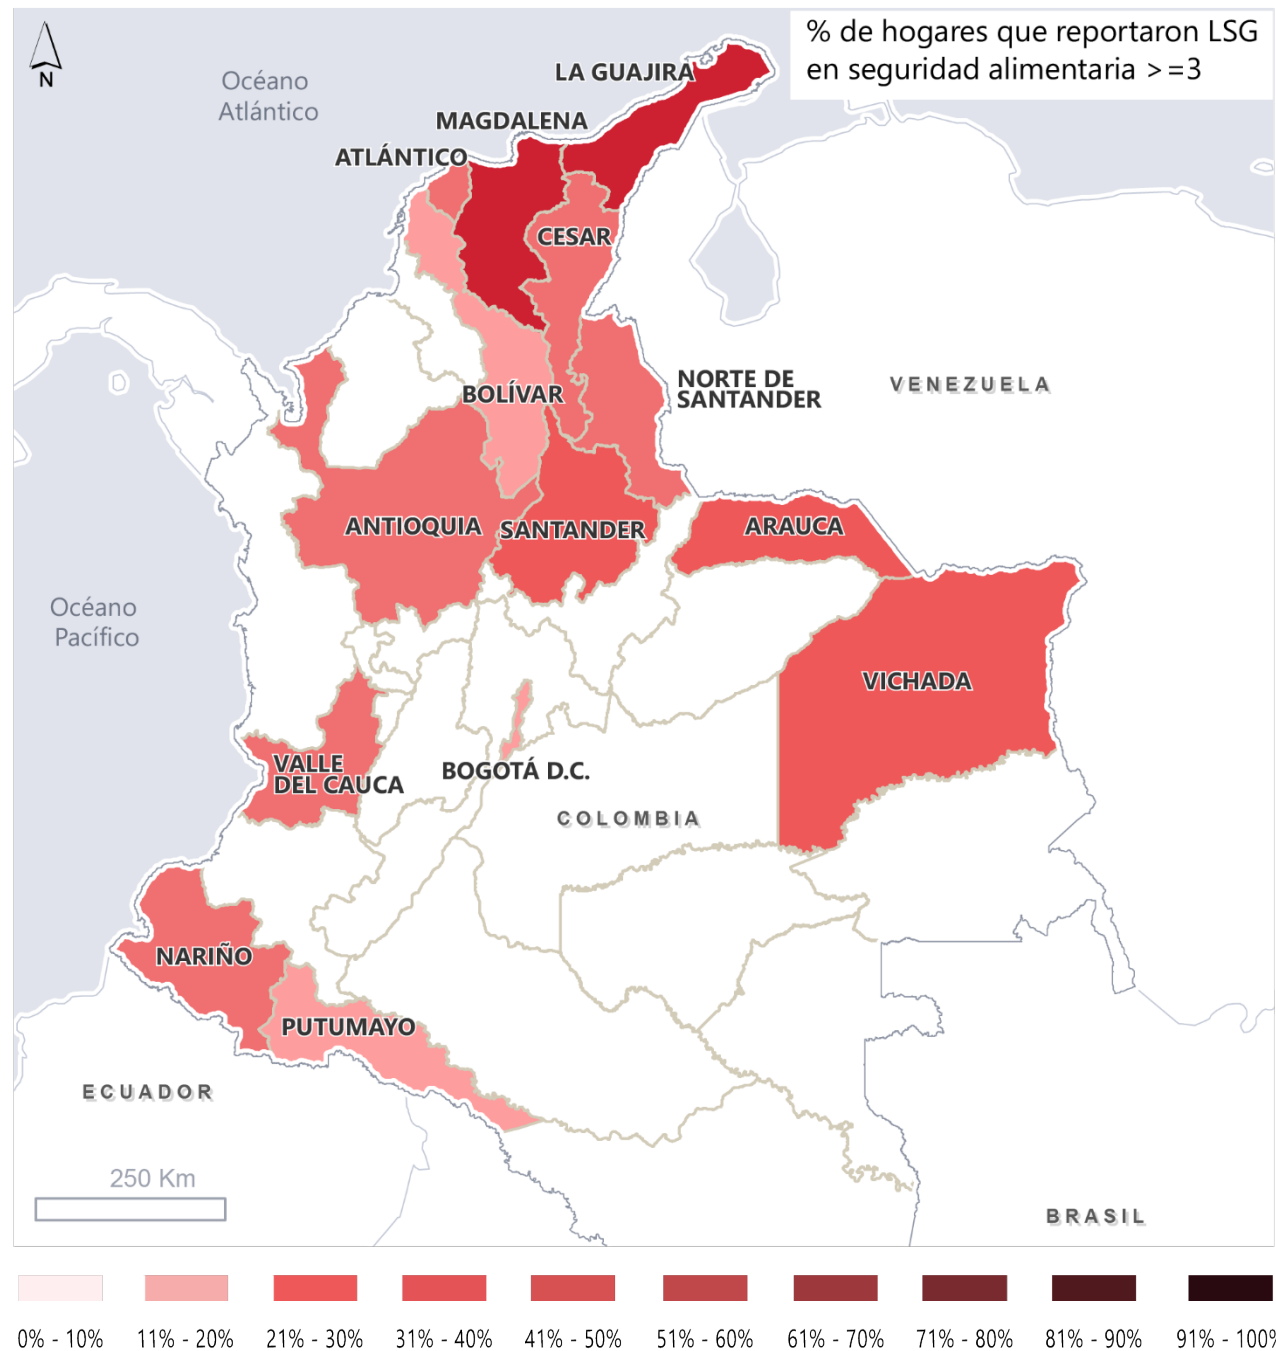 % de hogares que reportaron LSG
en seguridad alimentaria >=3
N
Océano
Atlántico
LA GUAJIRA
MAGDALENA
ATLÁNTICO
CESAR
BOLÍVAR
NORTE DE
SANTANDER
VENEZUELA
ANTIOQUIA
SANTANDER
ARAUCA
Océano
Pacífico
VICHADA
VALLE
DEL CAUCA
BOGOTÁ D.C.
COLOMBIA
NARIÑO
PUTUMAYO
ECUADOR
250 Km
BRASIL
0% - 10% 11% - 20% 21% - 30% 31% - 40% 41% - 50% 51% - 60% 61% - 70% 71% - 80% 81% - 90% 91% - 100%